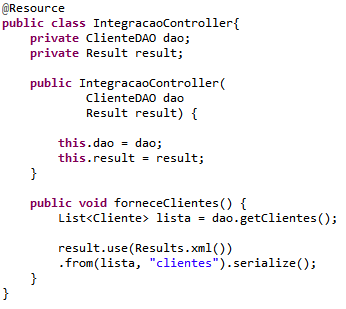 @Resource
public class IntegracaoController{
    private ClienteDAO dao;
    private Result result;

    public IntegracaoController(
            ClienteDAO dao
            Result result) {

        this.dao = dao;
        this.result = result;
    }

    public void forneceClientes() {
        List<Cliente> lista = dao.getClientes();

        result.use(Results.xml())
        .from(lista, "clientes").serialize();
    }
}